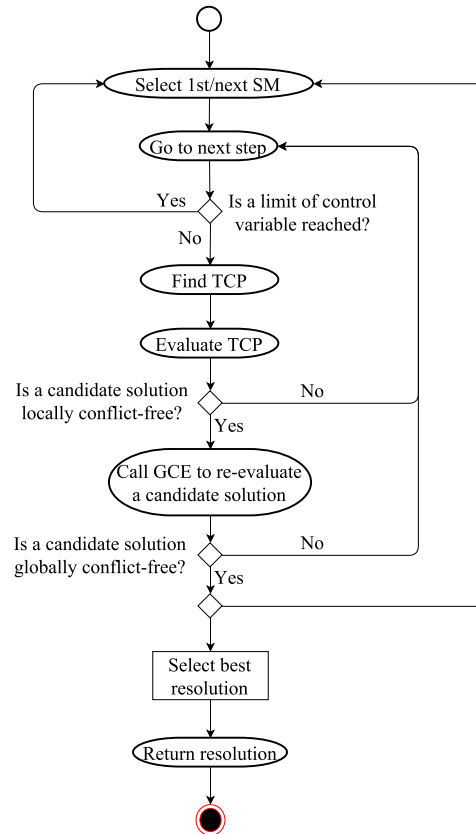 Select 1st/next SM
Go to next step
Yes
Is a limit of control
variable reached?
No
Find TCP
Evaluate TCP
Is a candidate solution
locally conflict-free?
No
Yes
Call GCE to re-evaluate
a candidate solution
Is a candidate solution
globally conflict-free?
No
Yes
Select best
resolution
Return resolution